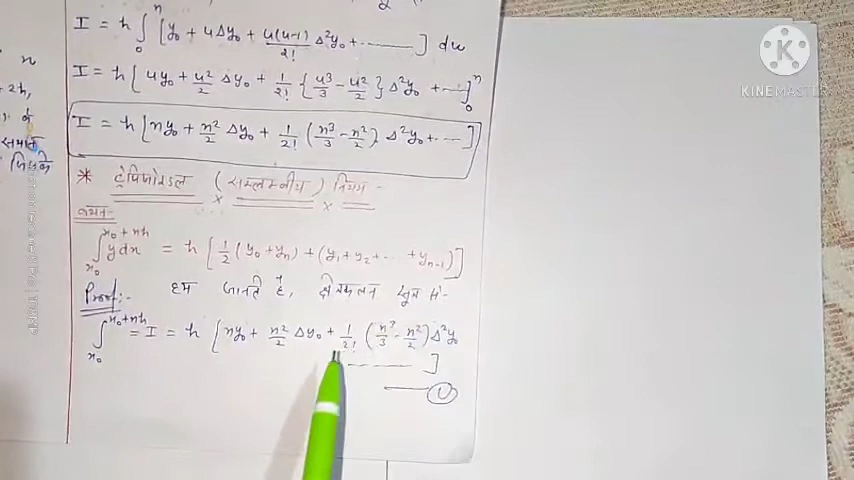 I = h ∫₀ⁿ [y₀ + uΔy₀ + u(u-1)/2! Δ²y₀ + ------- ] du
I = h [ uy₀ + u²/2 Δy₀ + 1/2! { u³/3 - u²/2 } Δ²y₀ + --- ]₀ⁿ
I = h [ ny₀ + n²/2 Δy₀ + 1/2! ( n³/3 - n²/2 ) Δ²y₀ + --- ]
* ट्रेपिजोइडल ( समलम्बीय ) नियम -
कथन:-
∫_{x₀}^{x₀+nh} y dx = h [ 1/2 (y₀ + yₙ) + (y₁ + y₂ + ... + yₙ₋₁) ]
Proof:- हम जानते है, क्षेत्रकलन सूत्र से -
∫_{x₀}^{x₀+nh} = I = h [ ny₀ + n²/2 Δy₀ + 1/2! ( n³/3 - n²/2 ) Δ²y₀
------- ]
n
+2h,
KINEMASTER